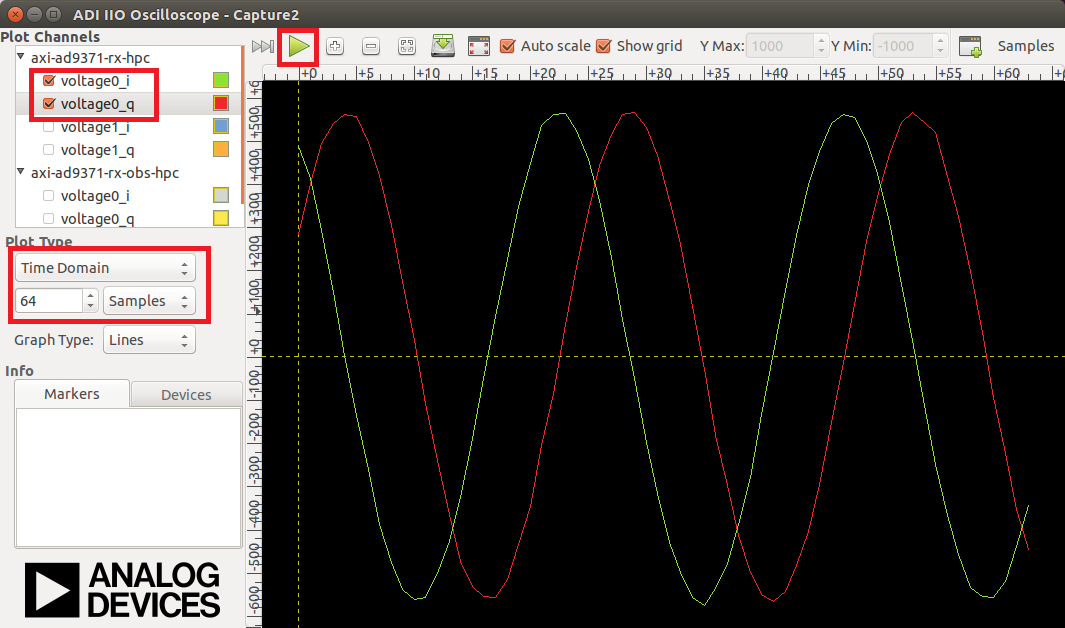 ADI IIO Oscilloscope - Capture2
Plot Channels
Auto scale Show grid Y Max: 1000 Y Min: -1000 Samples
axi-ad9371-rx-hpc
voltage0_i
voltage0_q
voltage1_i
voltage1_q
axi-ad9371-rx-obs-hpc
voltage0_i
voltage0_q
Plot Type
Time Domain
64 Samples
Graph Type: Lines
Info
Markers Devices
ANALOG
DEVICES
+0 +5 +10 +15 +20 +25 +30 +35 +40 +45 +50 +55 +60
+500
+400
+300
+200
+100
+0
-100
-200
-300
-400
-500
-600